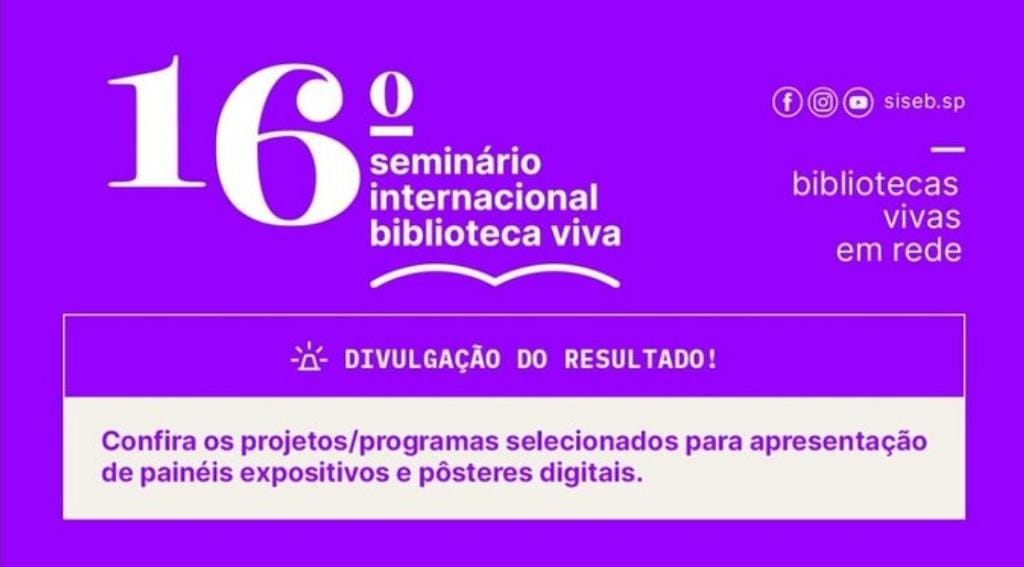 16º
seminário
internacional
biblioteca viva
siseb.sp
bibliotecas
vivas
em rede
DIVULGAÇÃO DO RESULTADO!
Confira os projetos/programas selecionados para apresentação
de painéis expositivos e pôsteres digitais.